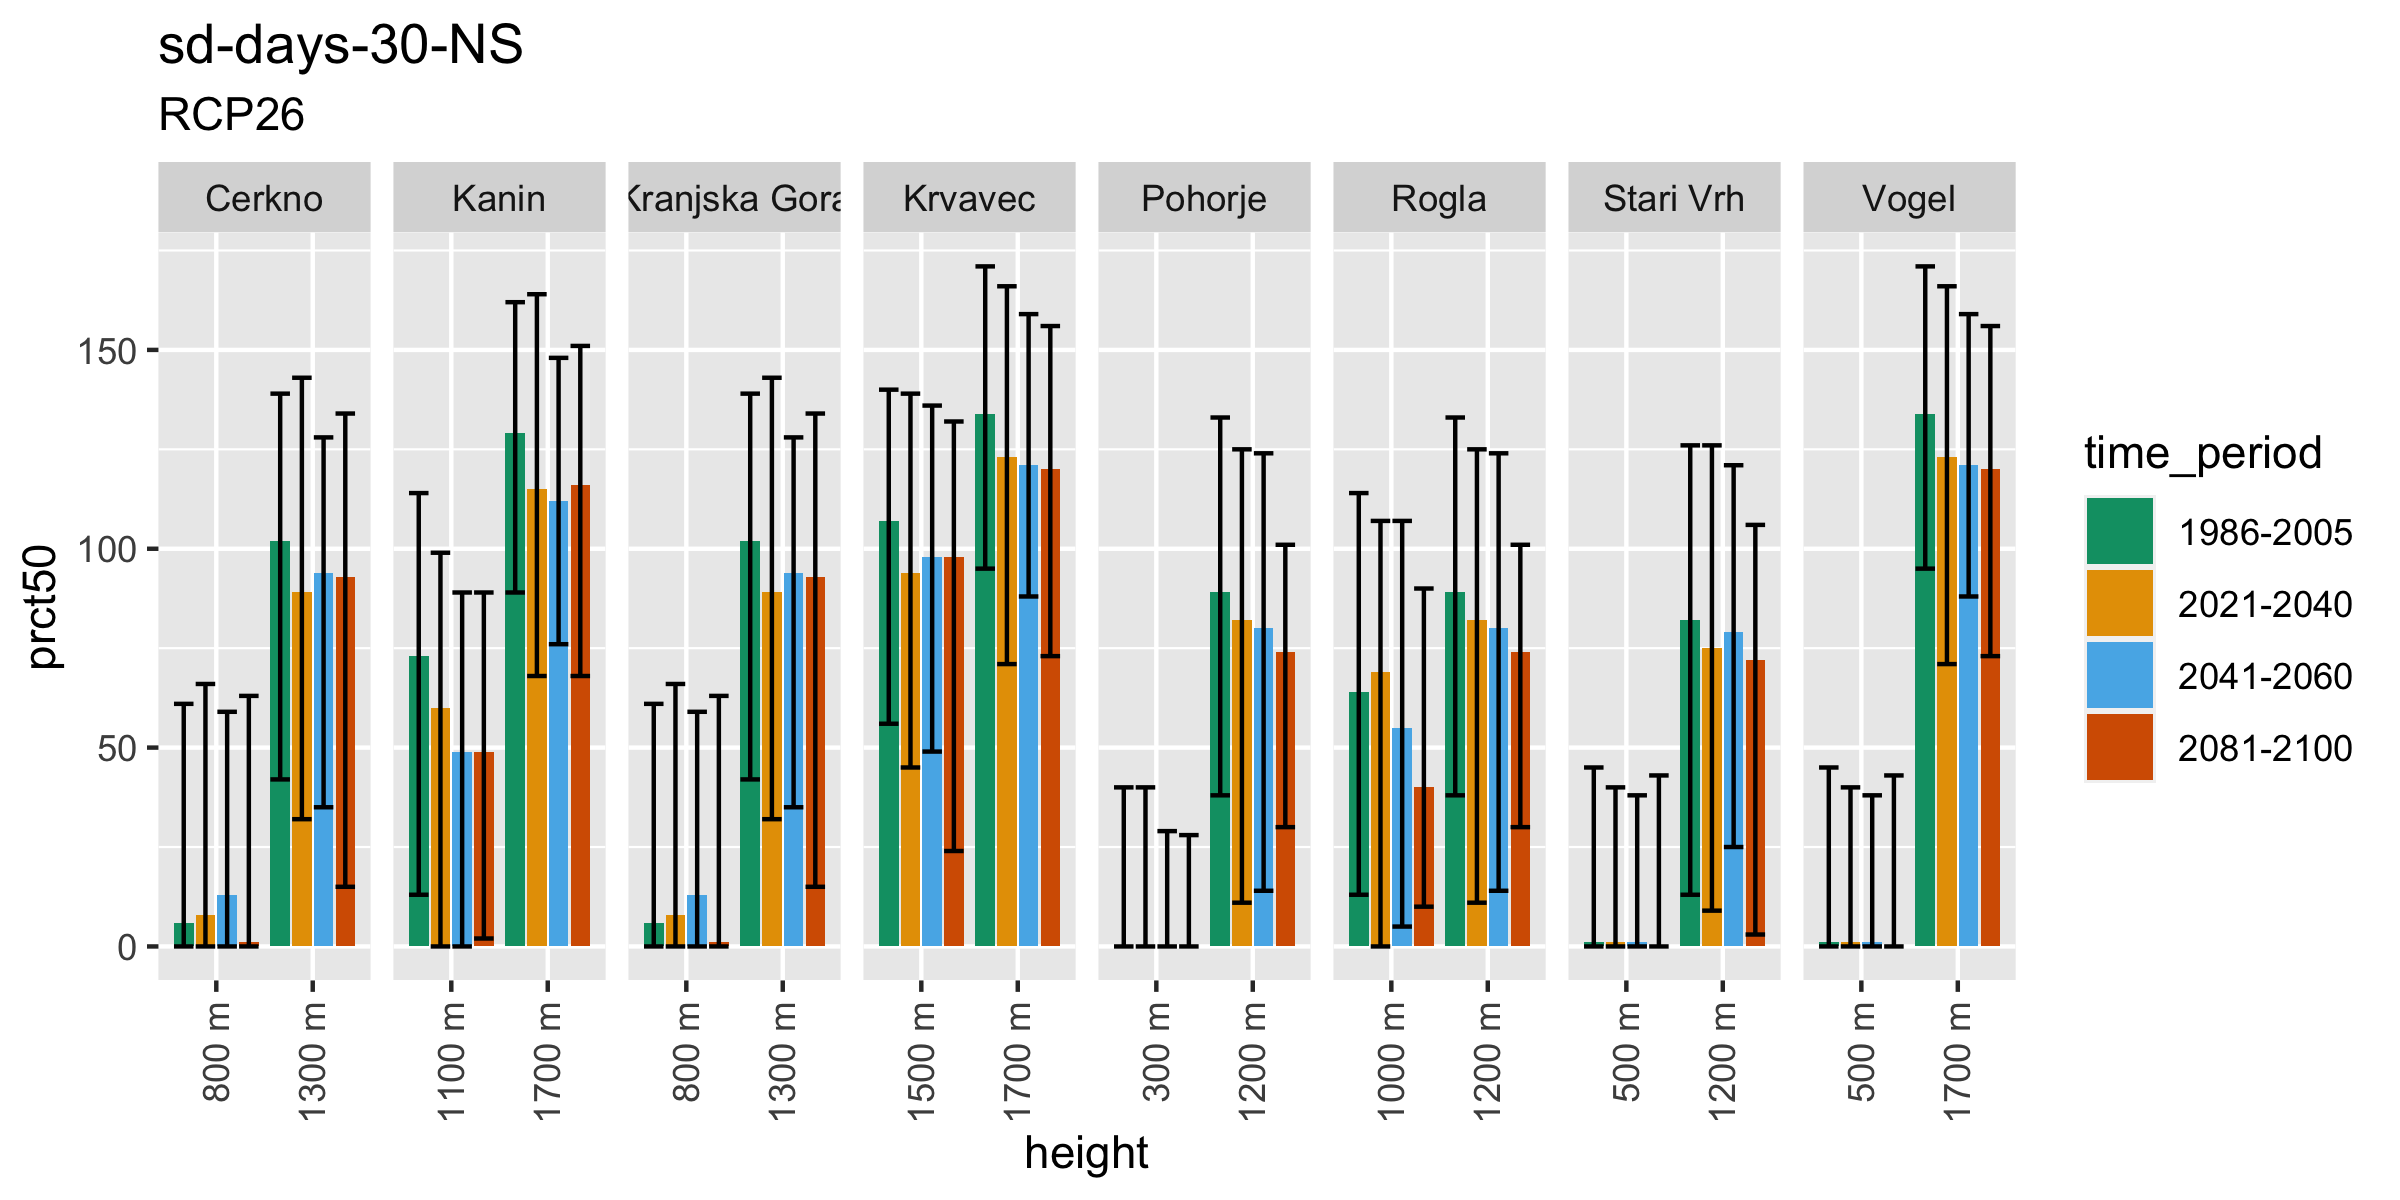 sd-days-30-NS
RCP26
Cerkno Kanin Kranjska Gora Krvavec Pohorje Rogla Stari Vrh Vogel
prct50
150
100
50
0
800 m 1300 m 1100 m 1700 m 800 m 1300 m 1500 m 1700 m 300 m 1200 m 1000 m 1200 m 500 m 1200 m 500 m 1700 m
height
time_period
1986-2005
2021-2040
2041-2060
2081-2100